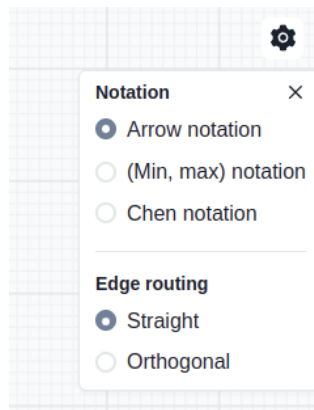 Notation
Arrow notation
(Min, max) notation
Chen notation
Edge routing
Straight
Orthogonal